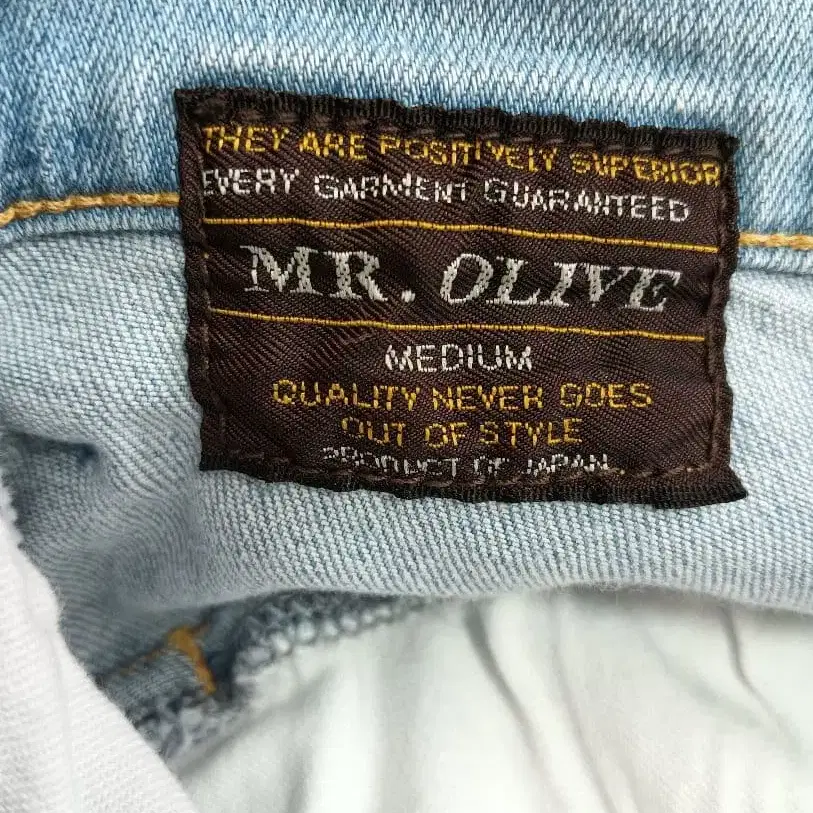 THEY ARE POSITIVELY SUPERIOR
EVERY GARMENT GUARANTEED
MR. OLIVE
MEDIUM
QUALITY NEVER GOES
OUT OF STYLE
PRODUCT OF JAPAN.